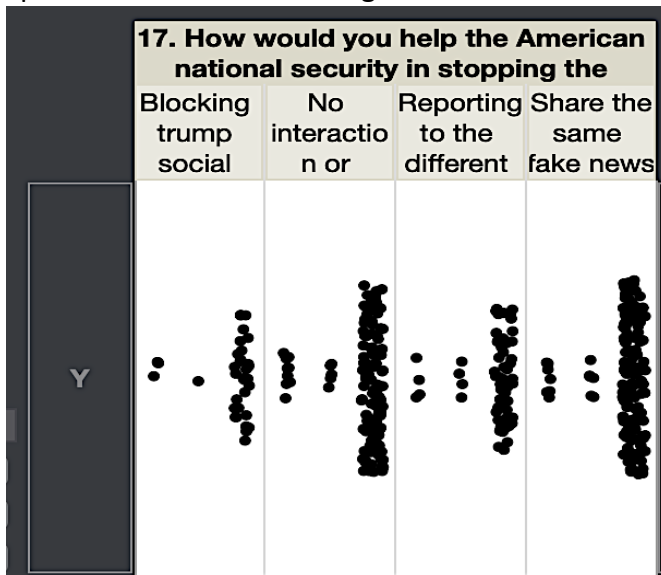 17. How would you help the American
national security in stopping the
Blocking
trump
social
No
interactio
n or
Reporting
to the
different
Share the
same
fake news
Y